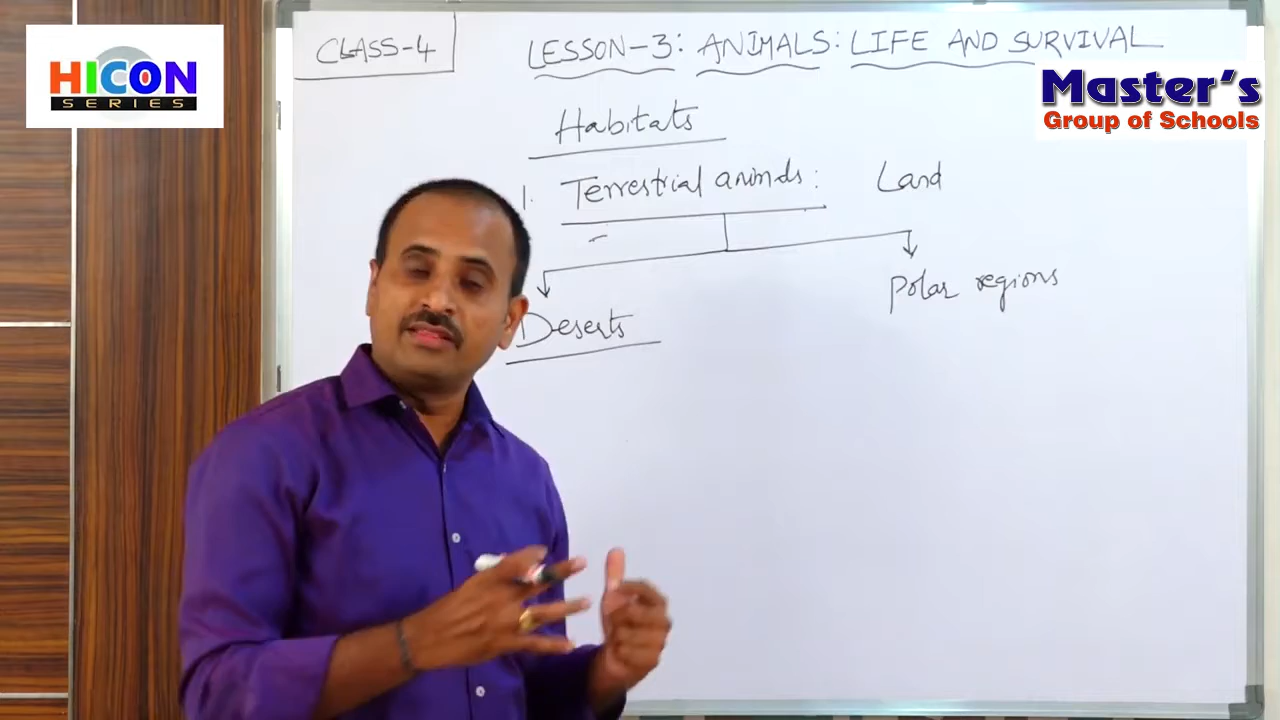 HICON
SERIES
CLASS-4
LESSON-3: ANIMALS: LIFE AND SURVIVAL
Master's
Group of Schools
Habitats
1. Terrestrial animals: Land
Deserts
Polar regions